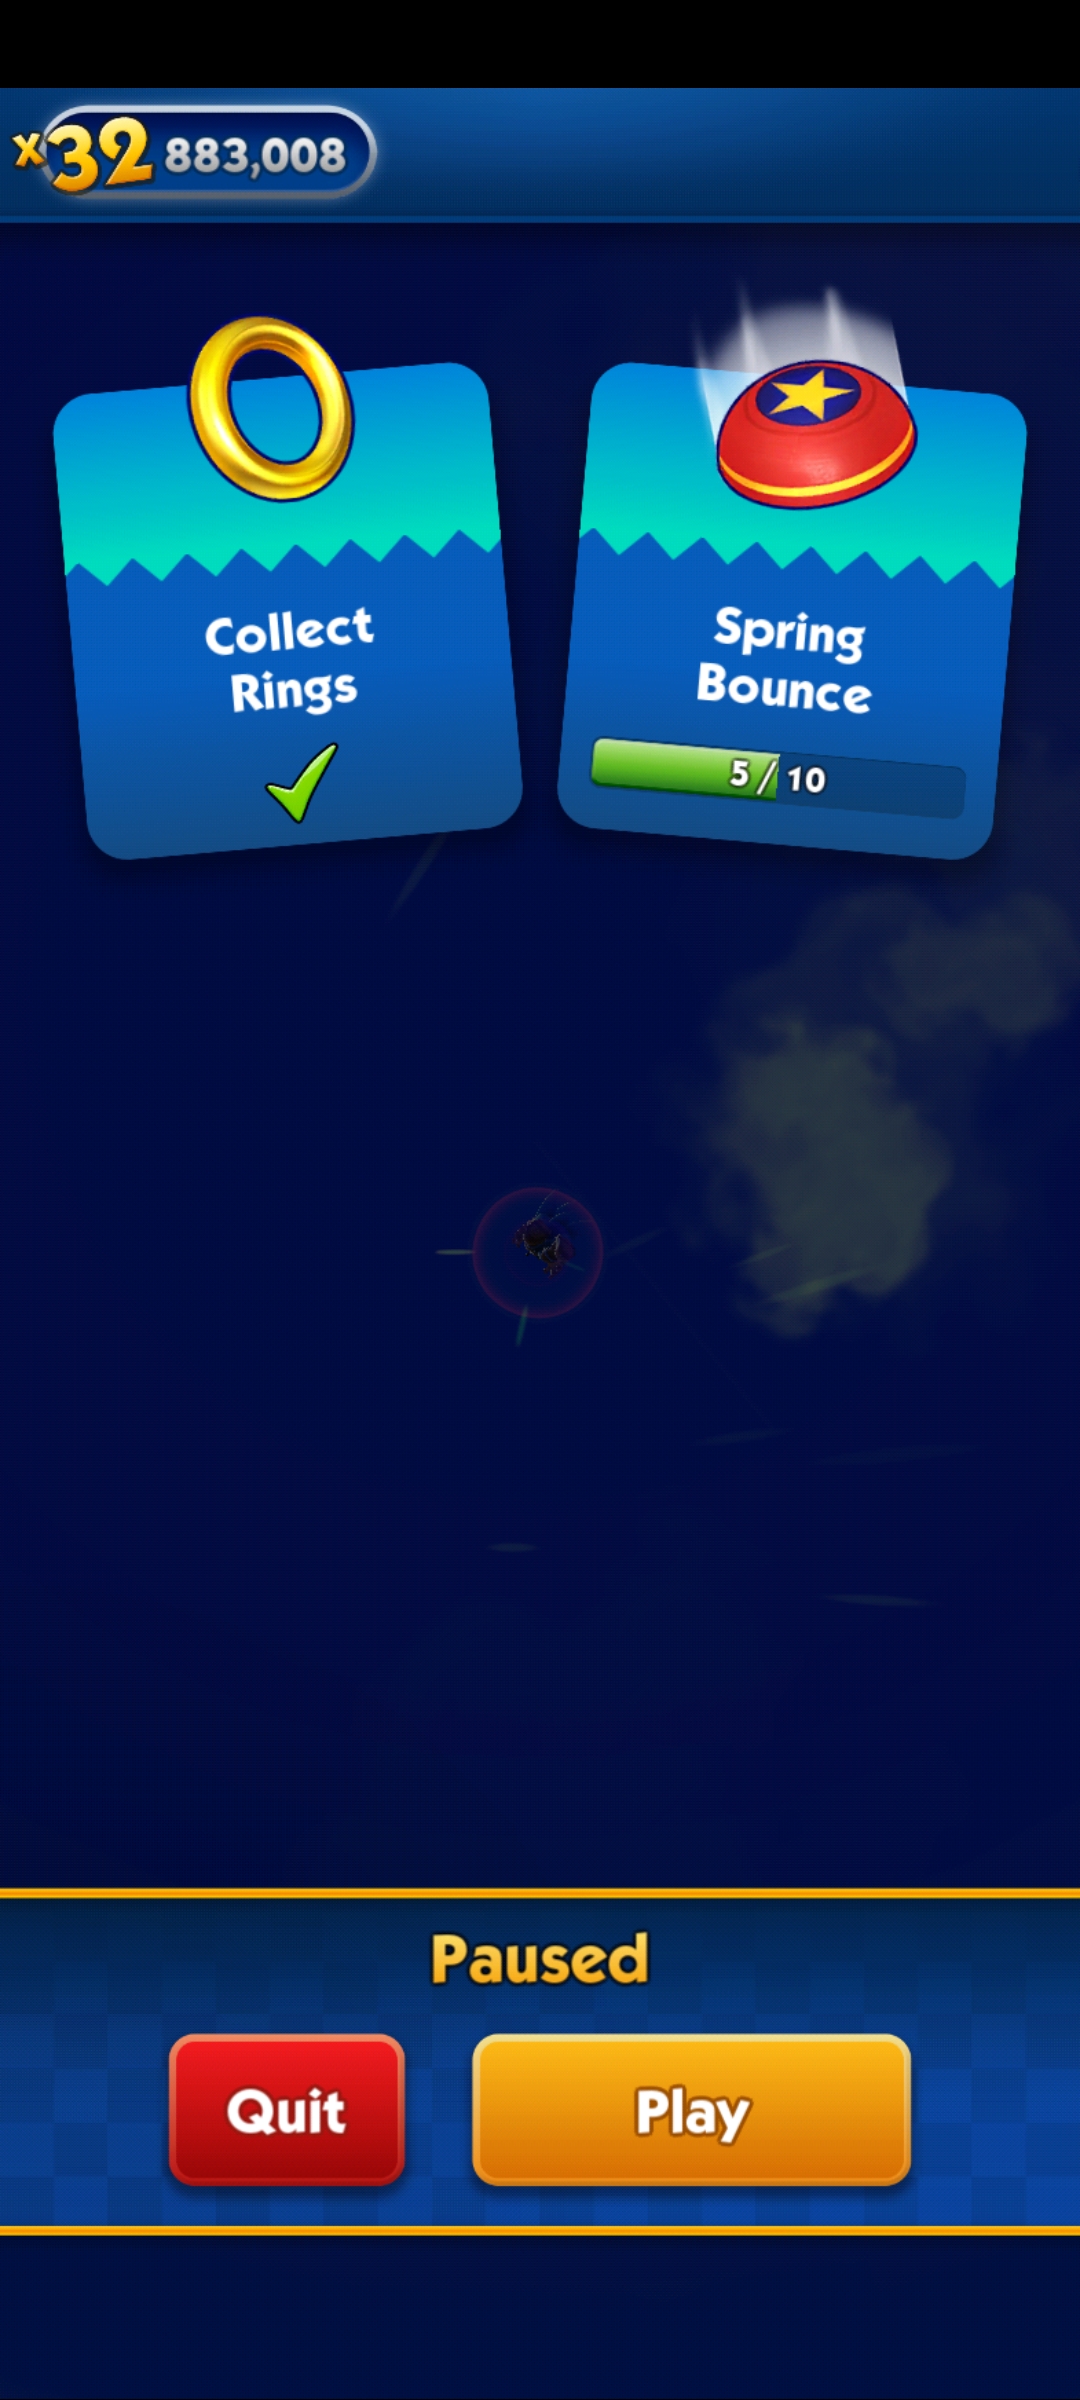 x32 883,008
Collect
Rings
Spring
Bounce
5 / 10
Paused
Quit
Play